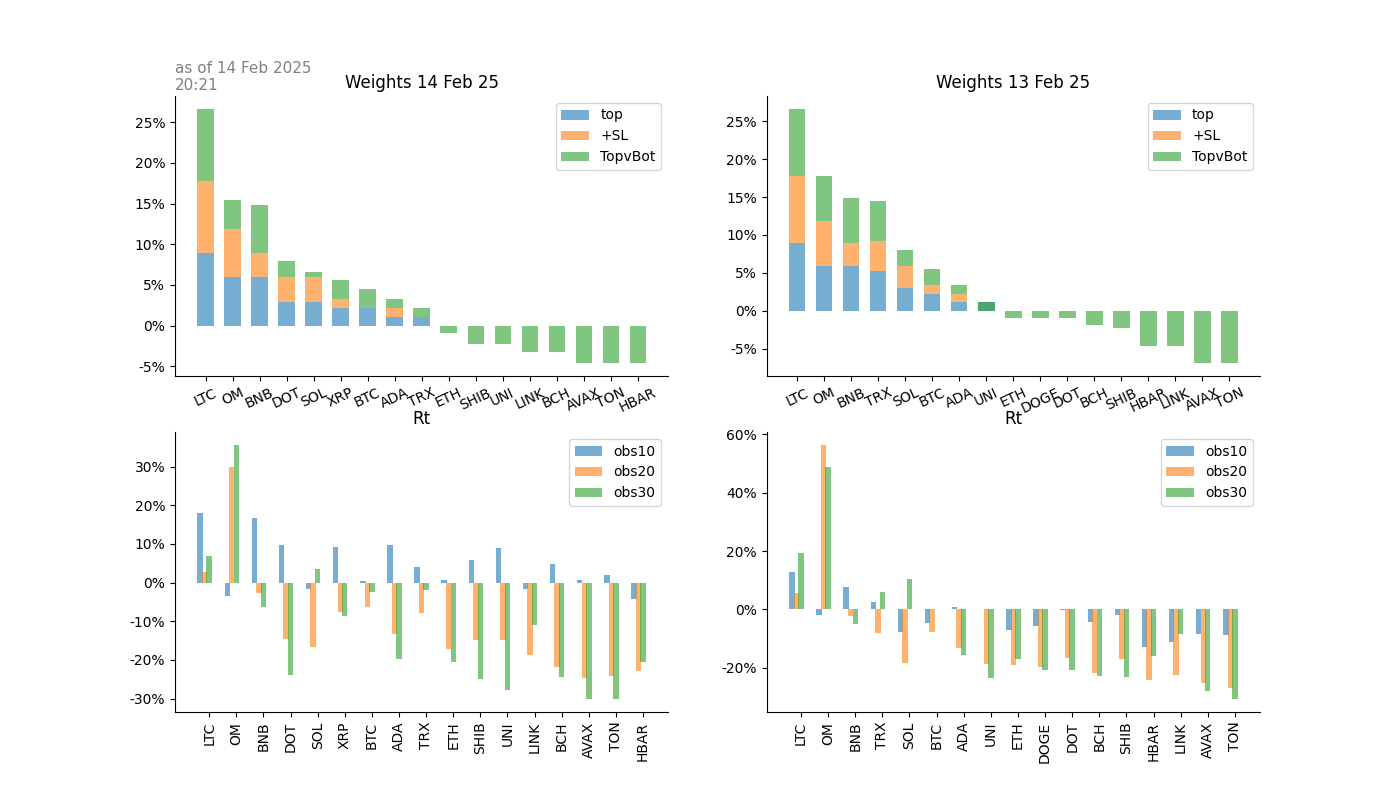 as of 14 Feb 2025
20:21
Weights 14 Feb 25
25%
20%
15%
10%
5%
0%
-5%
top
+SL
TopvBot
LTC OM BNB DOT SOL XRP BTC ADA TRX ETH SHIB UNI LINK BCH AVAX TON HBAR
Weights 13 Feb 25
25%
20%
15%
10%
5%
0%
-5%
top
+SL
TopvBot
LTC OM BNB TRX SOL BTC ADA UNI ETH DOGE DOT BCH SHIB HBAR LINK AVAX TON
Rt
30%
20%
10%
0%
-10%
-20%
-30%
obs10
obs20
obs30
LTC OM BNB DOT SOL XRP BTC ADA TRX ETH SHIB UNI LINK BCH AVAX TON HBAR
Rt
60%
40%
20%
0%
-20%
obs10
obs20
obs30
LTC OM BNB TRX SOL BTC ADA UNI ETH DOGE DOT BCH SHIB HBAR LINK AVAX TON